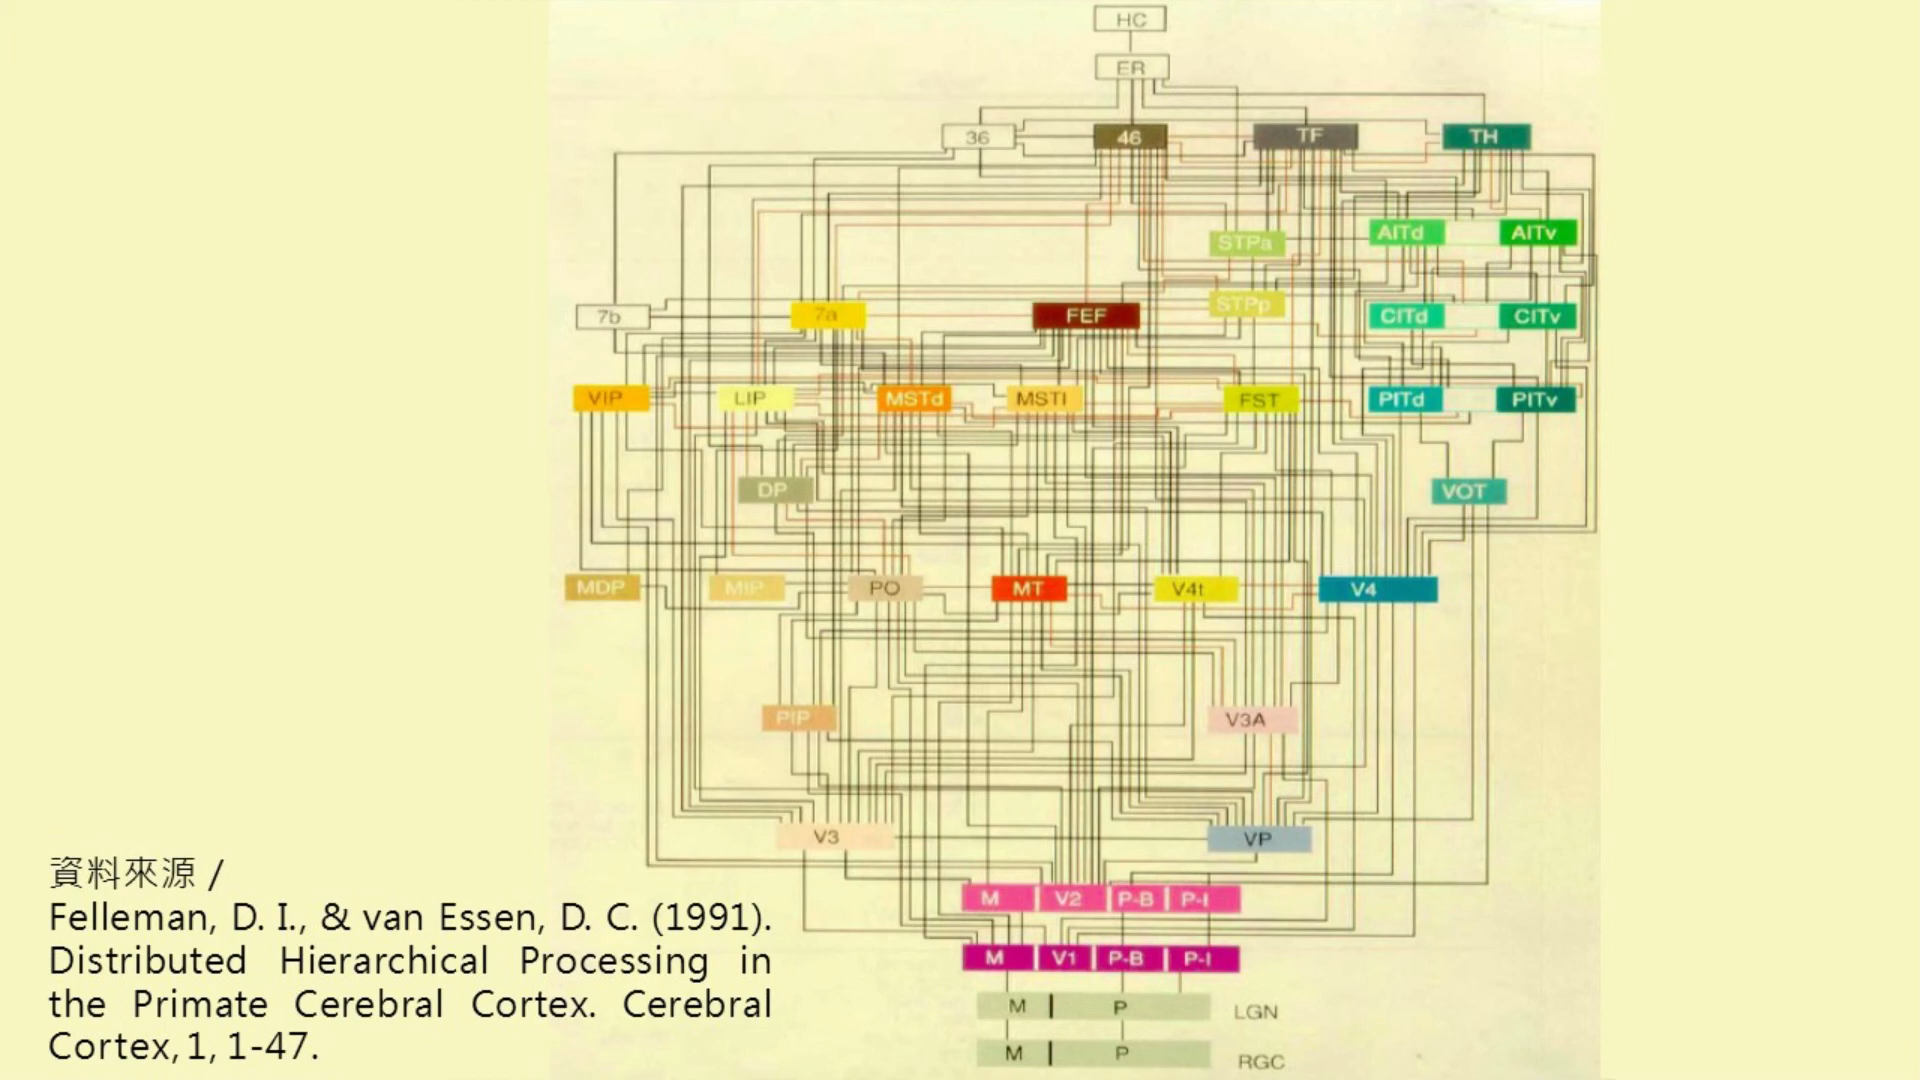 HC
ER
36 46 TF TH
STPa AITd AITv
7b 7a FEF STPp CITd CITv
VIP LIP MSTd MSTl FST PITd PITv
DP VOT
MDP MIP PO MT V4t V4
PIP V3A
V3 VP
M V2 P-B P-I
M V1 P-B P-I
M P LGN
M P RGC
資料來源 /
Felleman, D. I., & van Essen, D. C. (1991).
Distributed Hierarchical Processing in
the Primate Cerebral Cortex. Cerebral
Cortex, 1, 1-47.